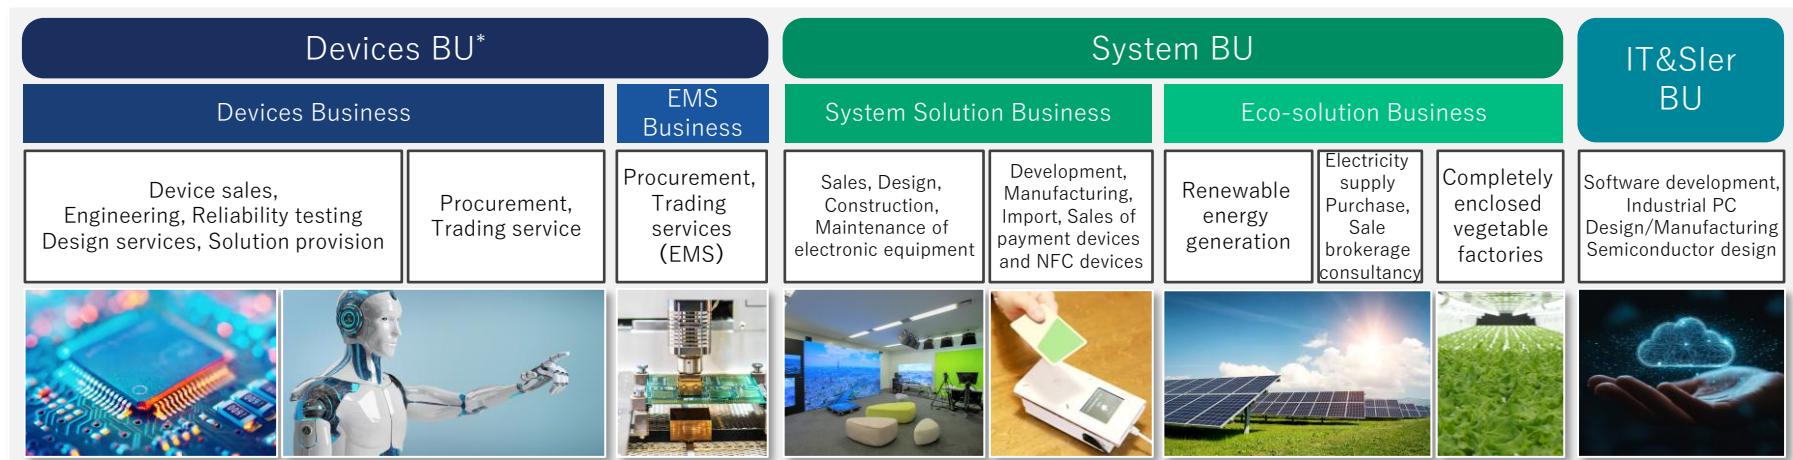 Devices BU*
System BU
IT&SIer
BU
Devices Business
EMS
Business
System Solution Business
Eco-solution Business
Device sales,
Engineering, Reliability testing
Design services, Solution provision
Procurement,
Trading service
Procurement,
Trading
services
(EMS)
Sales, Design,
Construction,
Maintenance of
electronic equipment
Development,
Manufacturing,
Import, Sales of
payment devices
and NFC devices
Renewable
energy
generation
Electricity
supply
Purchase,
Sale
brokerage
consultancy
Completely
enclosed
vegetable
factories
Software development,
Industrial PC
Design/Manufacturing
Semiconductor design